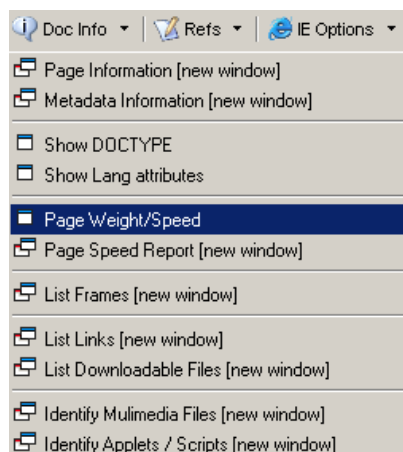 Doc Info Refs IE Options
Page Information [new window]
Metadata Information [new window]
Show DOCTYPE
Show Lang attributes
Page Weight/Speed
Page Speed Report [new window]
List Frames [new window]
List Links [new window]
List Downloadable Files [new window]
Identify Mulimedia Files [new window]
Identify Applets / Scripts [new window]